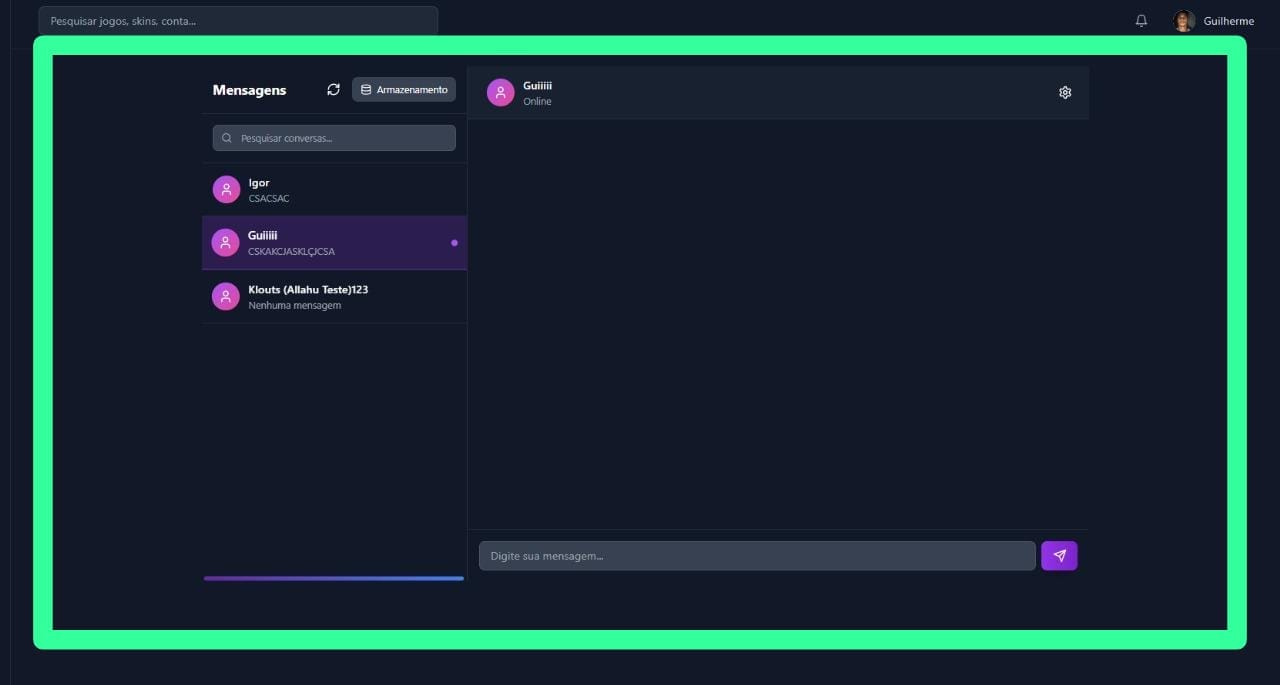 Pesquisar jogos, skins, conta...
Guilherme
Mensagens
Armazenamento
Pesquisar conversas...
Igor
CSACSAC
Guiiiii
CSKAKCJASKLÇJCSA
Klouts (Allahu Teste)123
Nenhuma mensagem
Guiiiii
Online
Digite sua mensagem...